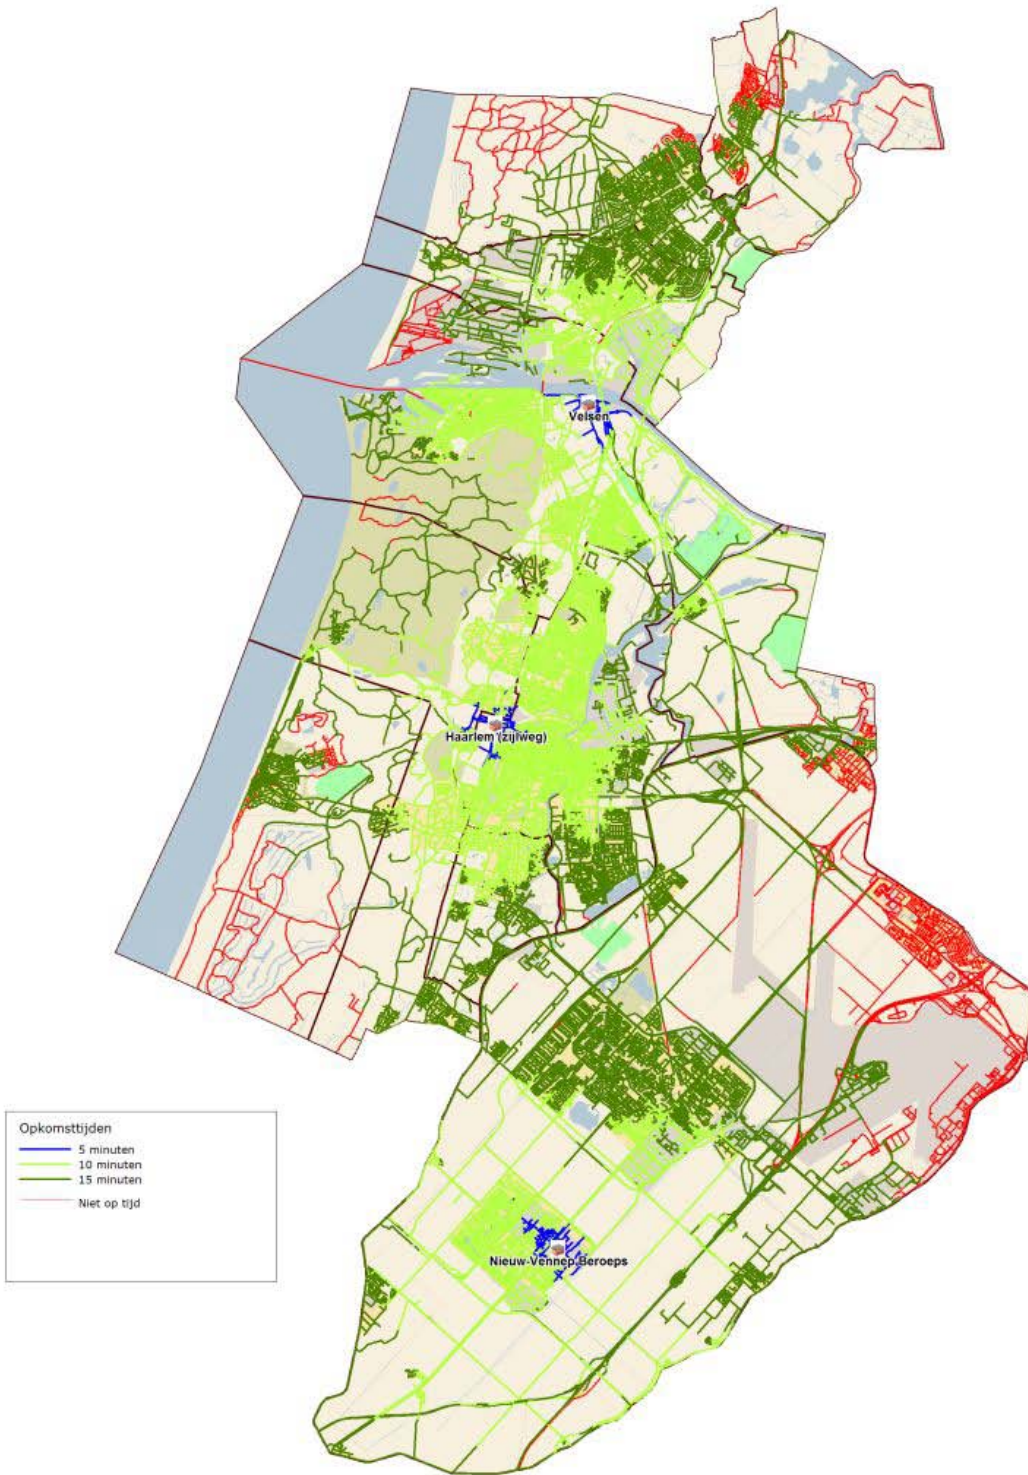 Velsen
Haarlem (zijlweg)
Opkomsttijden
5 minuten
10 minuten
15 minuten
Niet op tijd
Nieuw-Vennep Beroeps